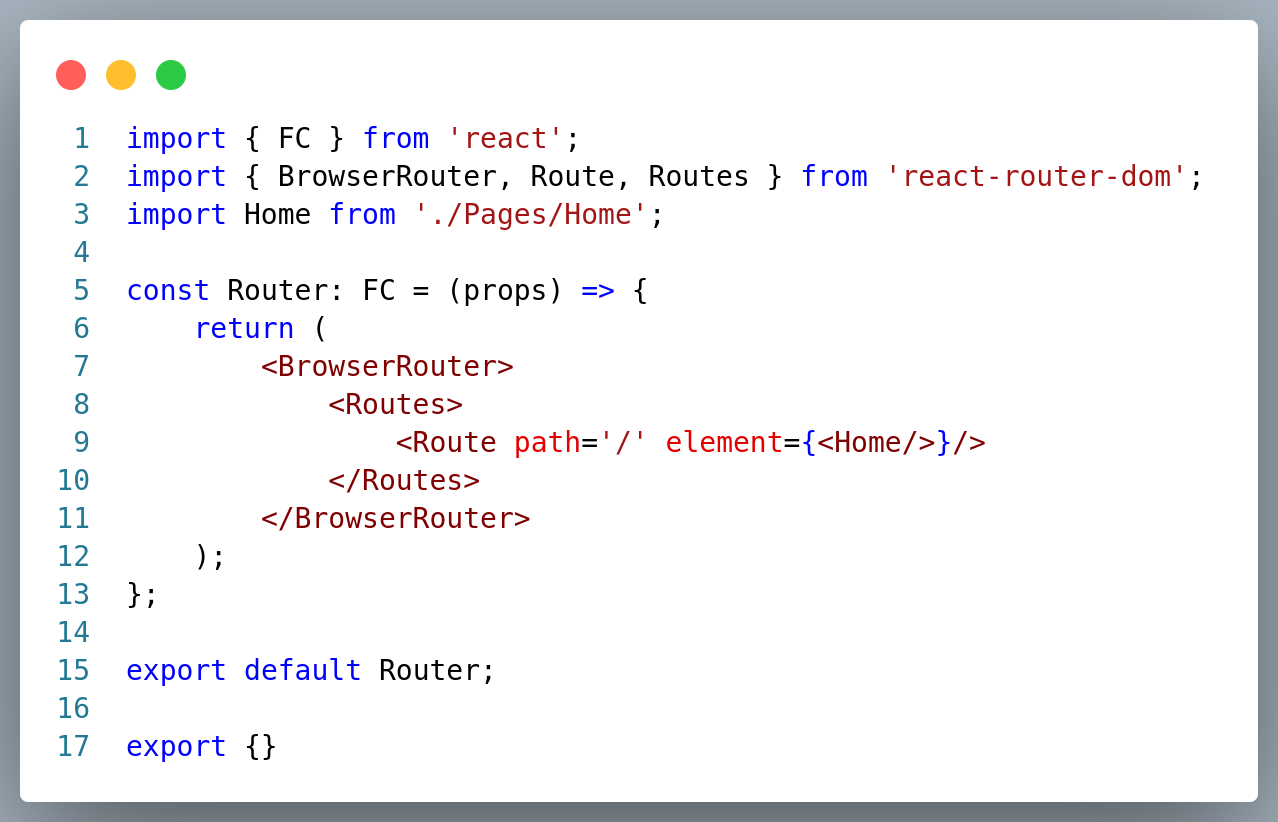 1 import { FC } from 'react';
2 import { BrowserRouter, Route, Routes } from 'react-router-dom';
3 import Home from './Pages/Home';
4
5 const Router: FC = (props) => {
6     return (
7         <BrowserRouter>
8             <Routes>
9                 <Route path='/' element={<Home/>}/>
10             </Routes>
11         </BrowserRouter>
12     );
13 };
14
15 export default Router;
16
17 export {}